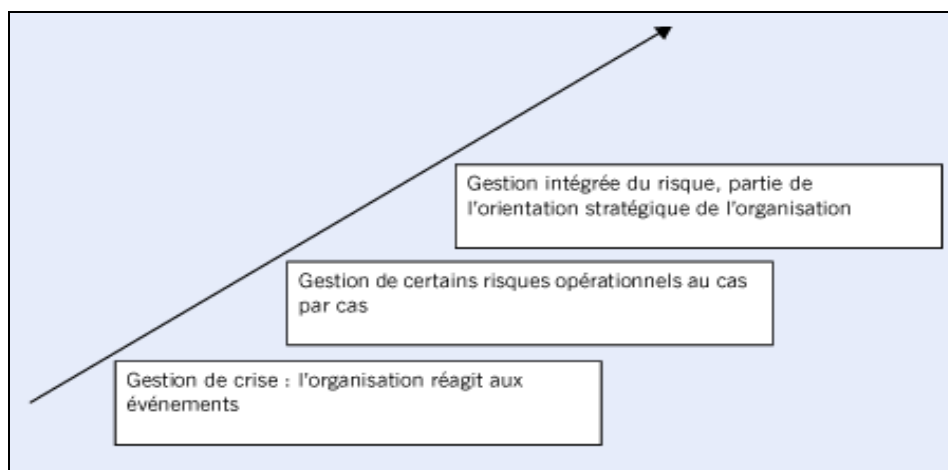 Gestion intégrée du risque, partie de
l'orientation stratégique de l'organisation
Gestion de certains risques opérationnels au cas
par cas
Gestion de crise : l'organisation réagit aux
événements